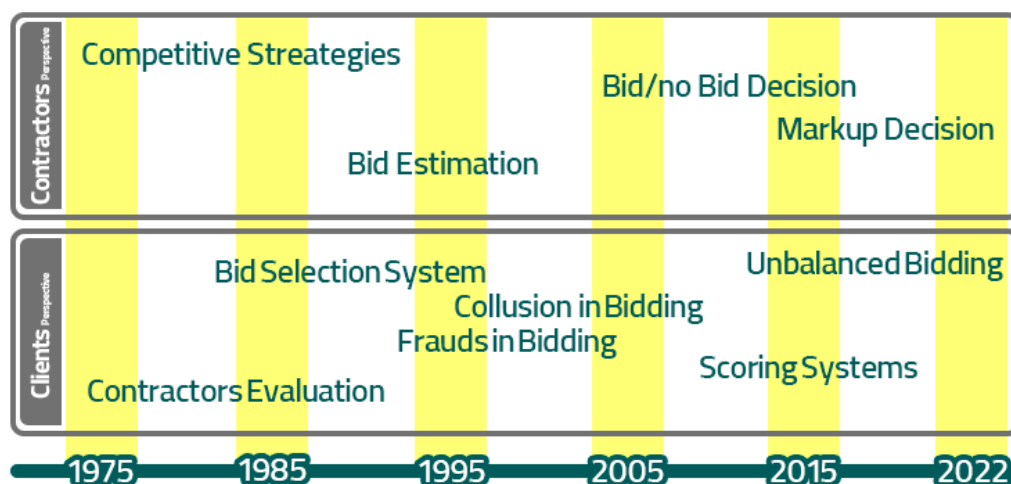 Contractors Perspective
Competitive Streategies
Bid/no Bid Decision
Markup Decision
Bid Estimation
Clients Perspective
Unbalanced Bidding
Bid Selection System
Collusion in Bidding
Frauds in Bidding
Scoring Systems
Contractors Evaluation
1975 1985 1995 2005 2015 2022